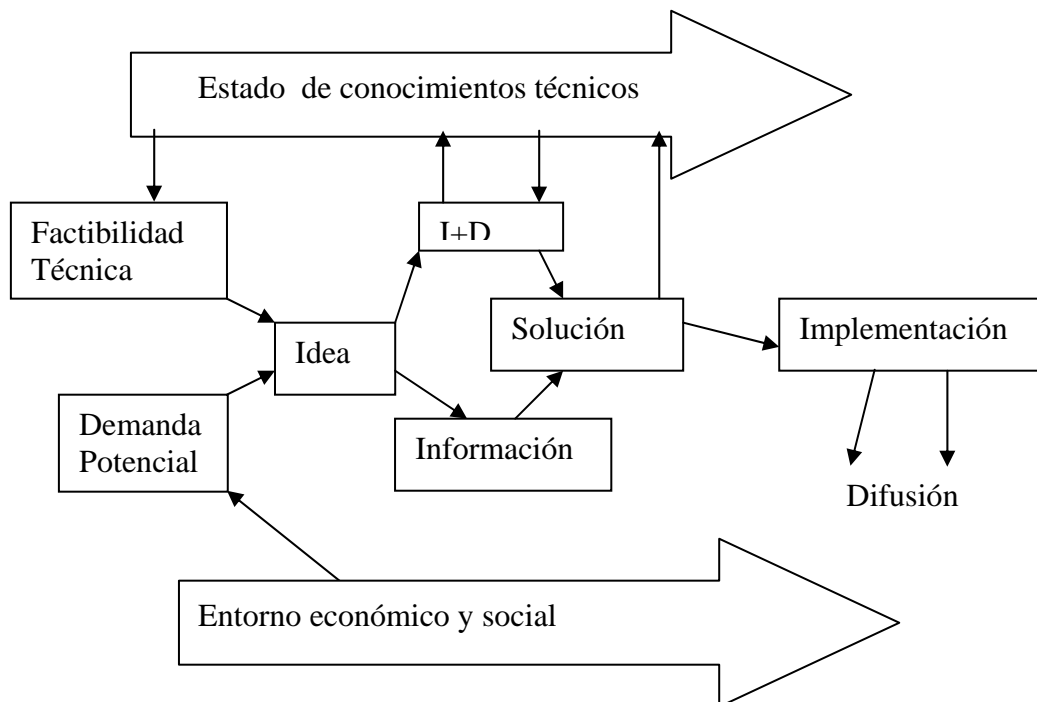 Estado de conocimientos técnicos
Factibilidad
Técnica
I+D
Idea
Solución
Implementación
Demanda
Potencial
Información
Difusión
Entorno económico y social